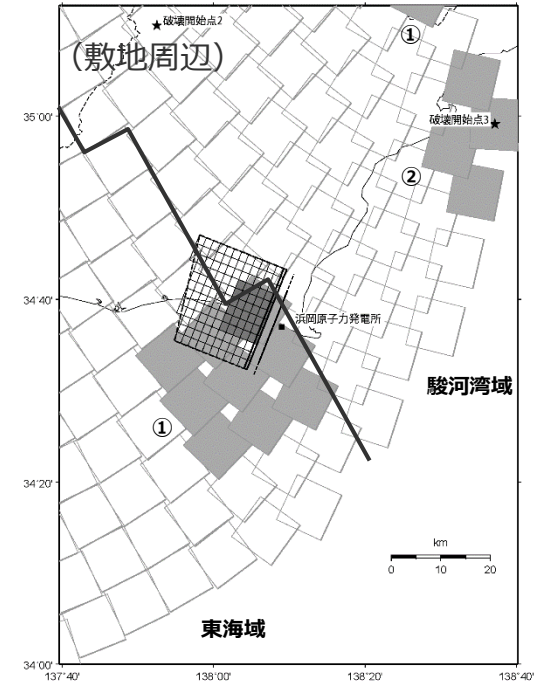 破壊開始点2
（敷地周辺）
①
35°00'
破壊開始点3
②
34°40'
浜岡原子力発電所
駿河湾域
①
34°20'
km
0 10 20
東海域
34°00'
137°40' 138°00' 138°20' 138°40'